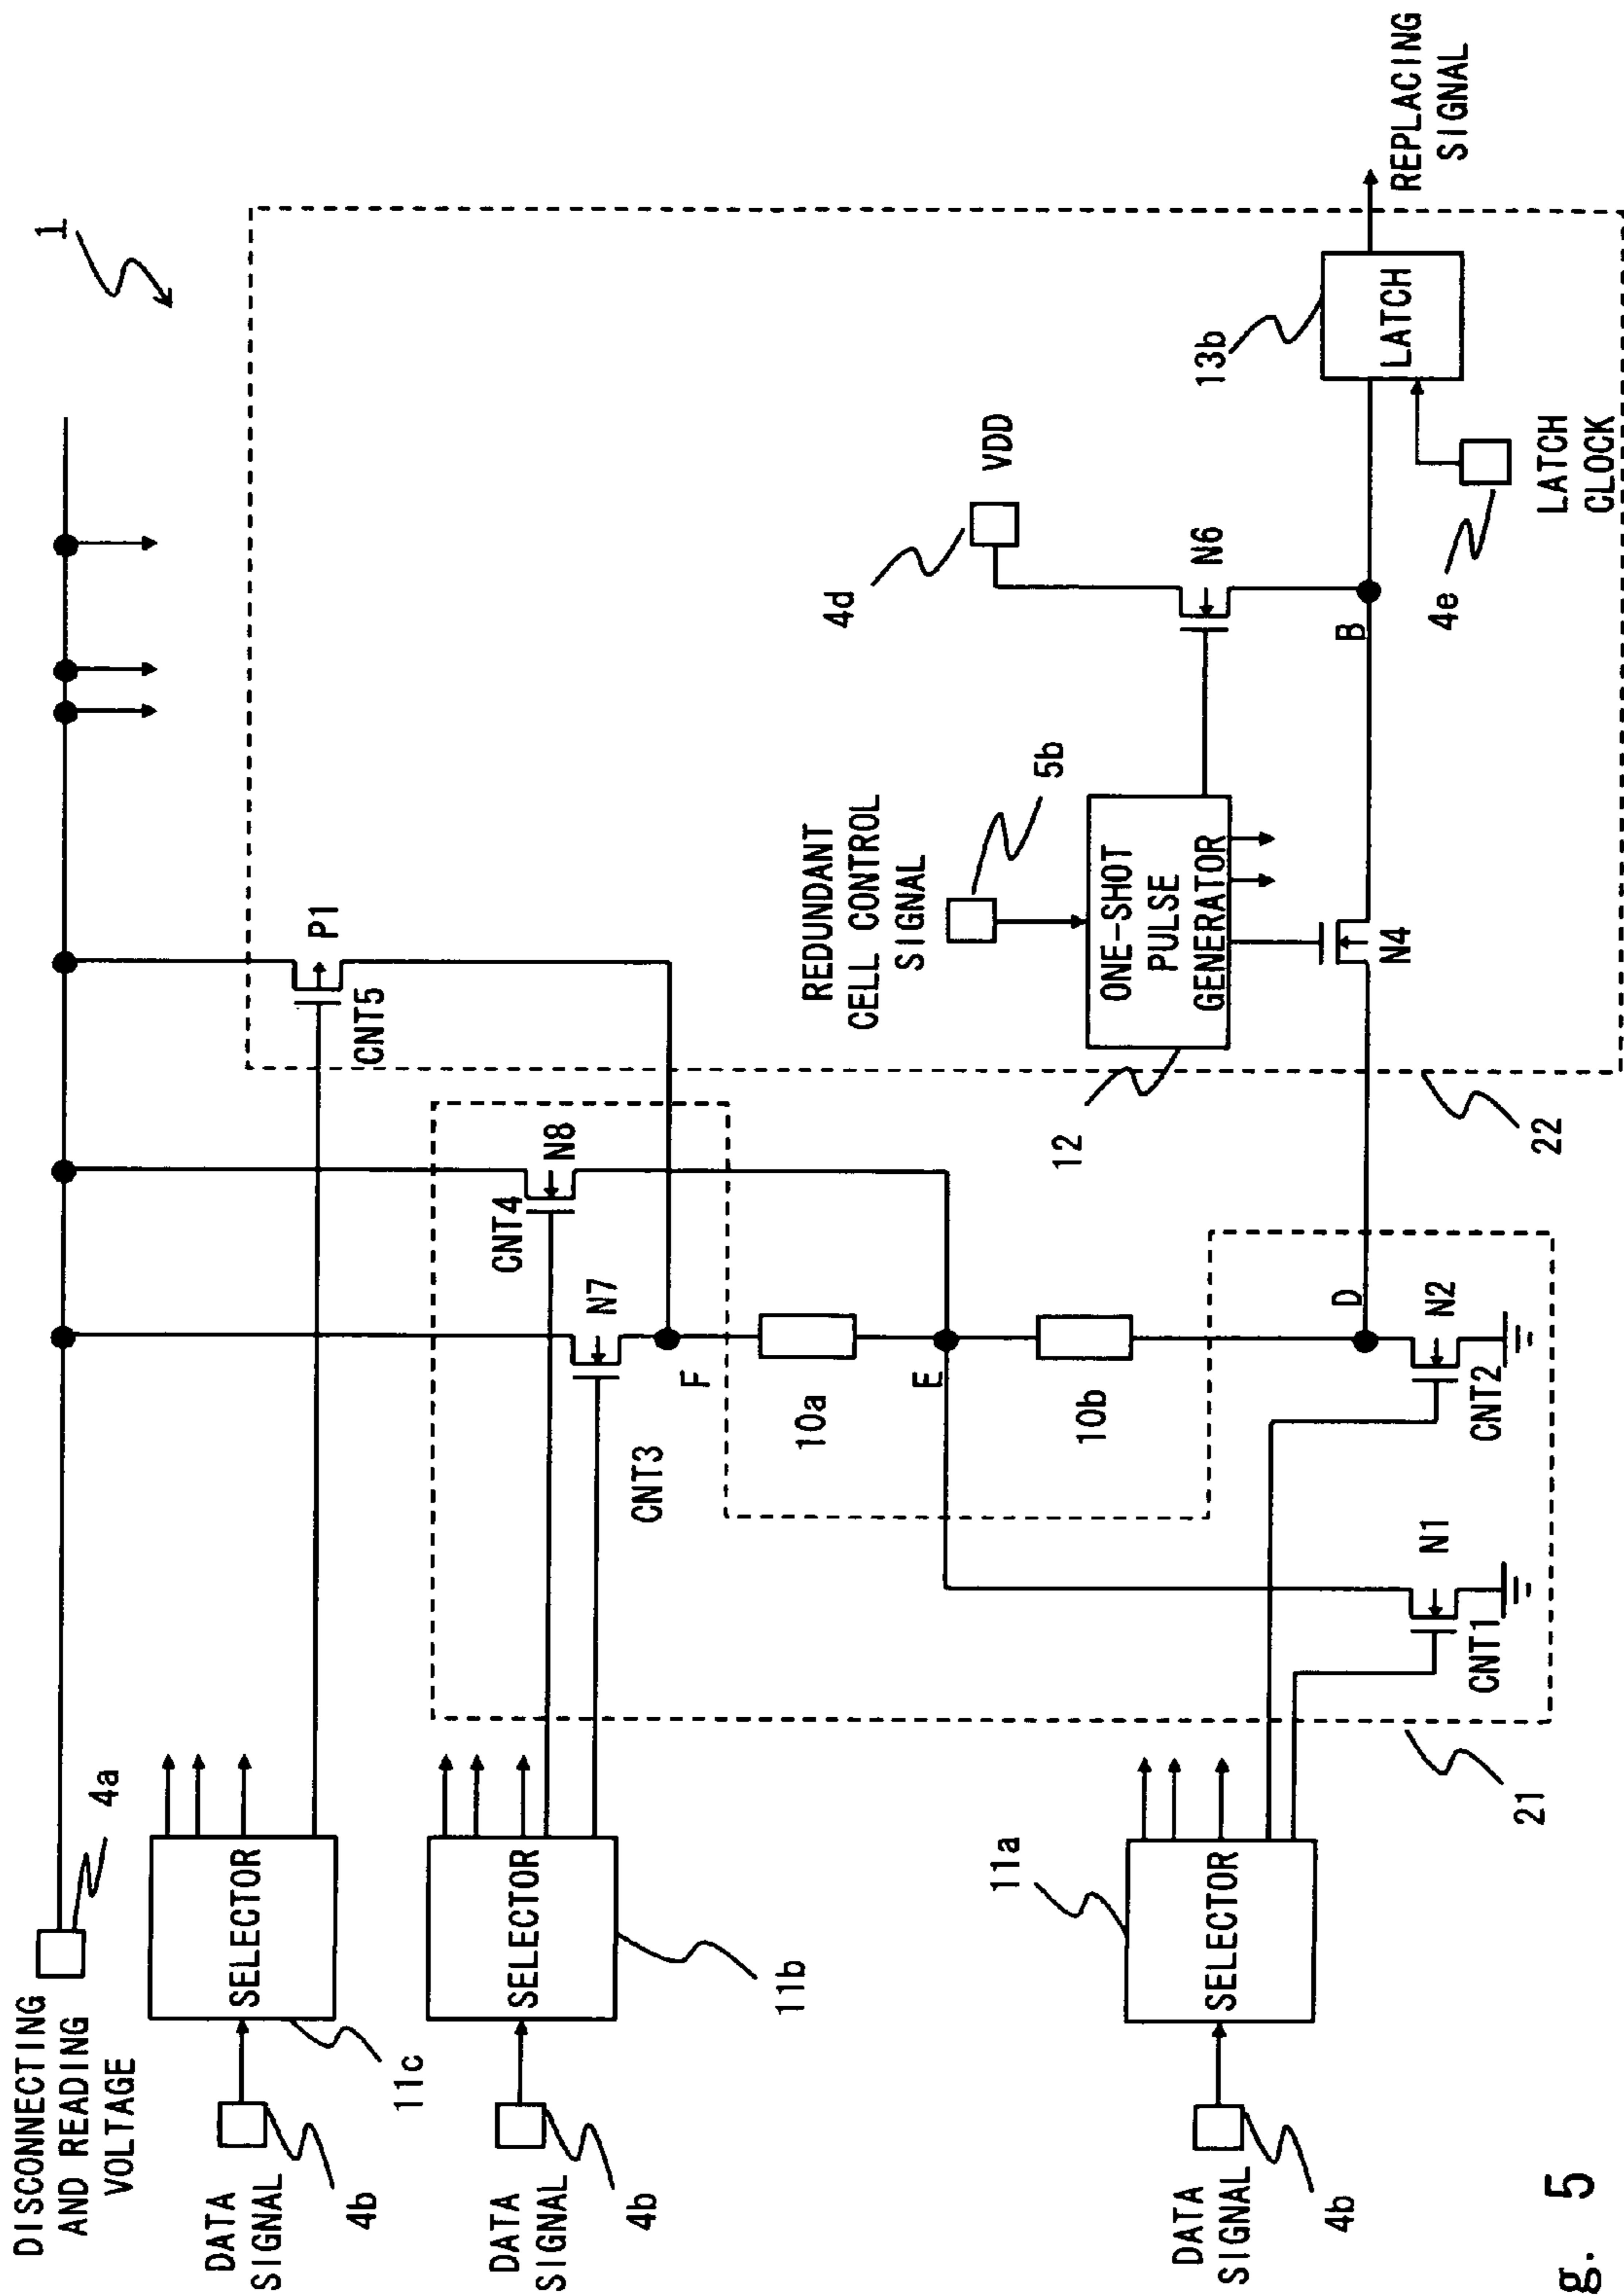 1
DISCONNECTING
AND READING
VOLTAGE
4a
DATA
SIGNAL
4b
SELECTOR
11c
P1
CNT5
DATA
SIGNAL
4b
SELECTOR
11b
CNT4
N8
N7
CNT3
F
10a
E
10b
REDUNDANT
CELL CONTROL
SIGNAL
5b
ONE-SHOT
PULSE
GENERATOR
12
4d
VDD
N6
B
13b
LATCH
REPLACING
SIGNAL
4e
LATCH
CLOCK
N4
22
D
N2
CNT2
N1
CNT1
21
11a
SELECTOR
DATA
SIGNAL
4b
g. 5